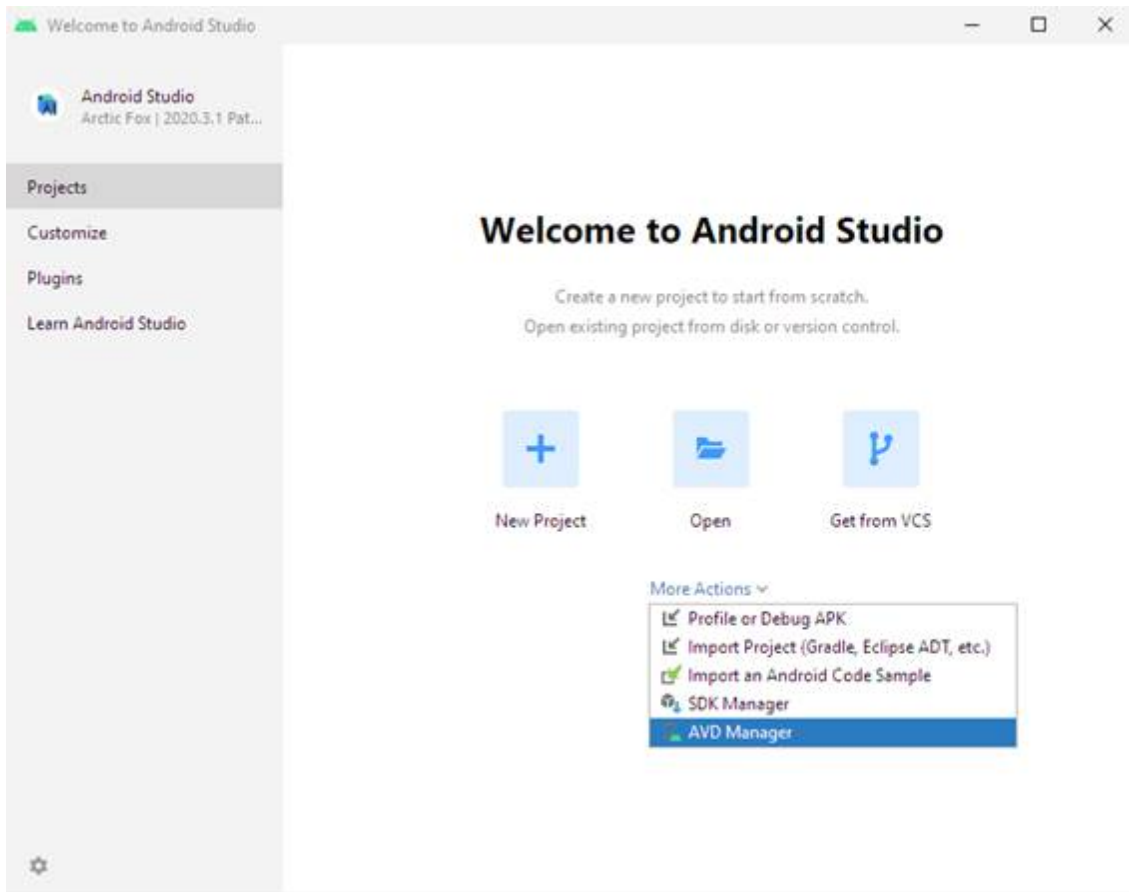 Welcome to Android Studio
Android Studio
Arctic Fox | 2020.3.1 Pat...
Projects
Customize
Plugins
Learn Android Studio
Welcome to Android Studio
Create a new project to start from scratch.
Open existing project from disk or version control.
New Project
Open
Get from VCS
More Actions
Profile or Debug APK
Import Project (Gradle, Eclipse ADT, etc.)
Import an Android Code Sample
SDK Manager
AVD Manager